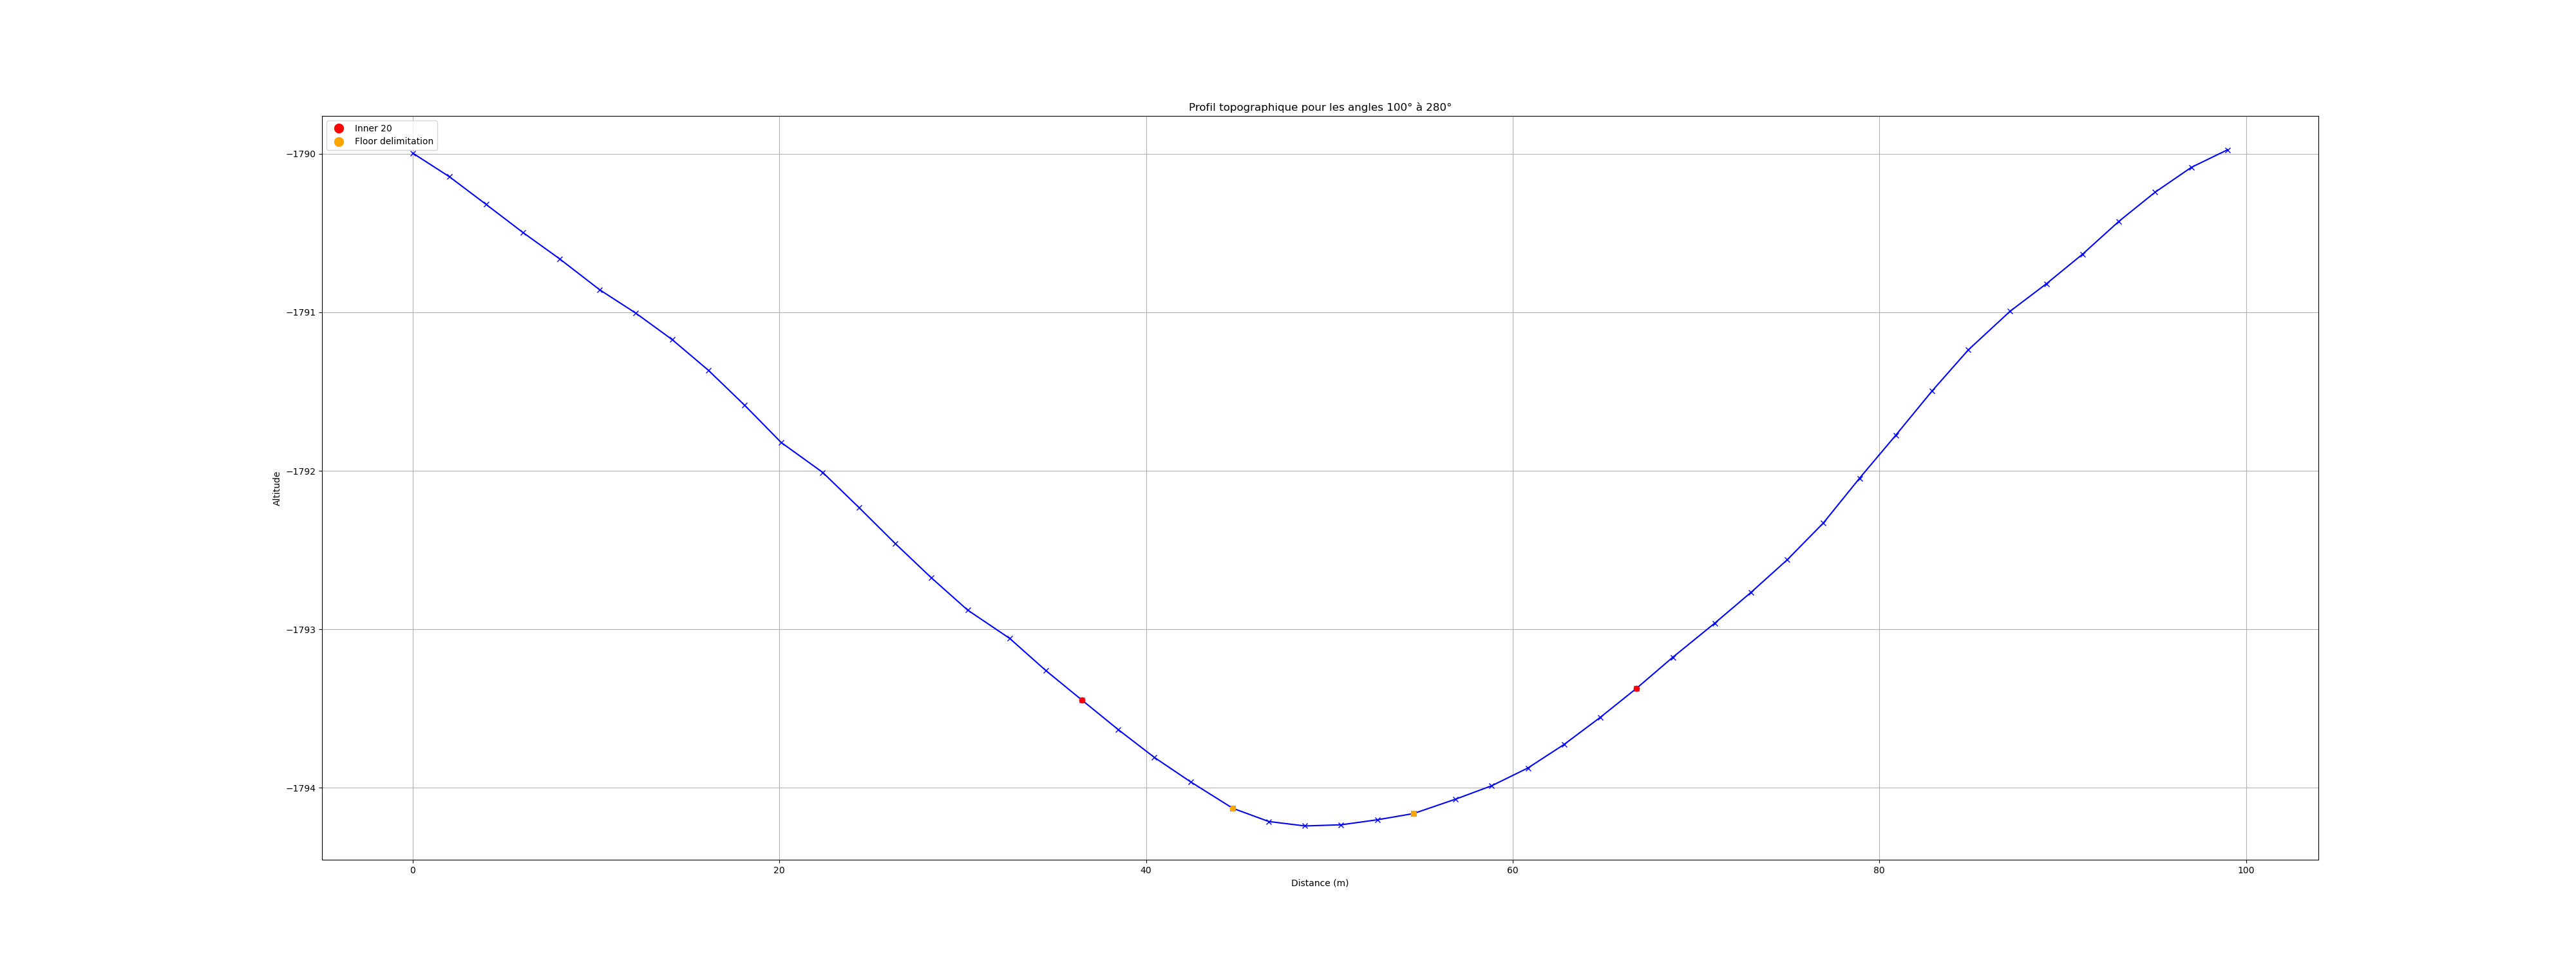 Profil topographique pour les angles 100° à 280°
Inner 20
Floor delimitation
−1790
−1791
−1792
−1793
−1794
Altitude
0 20 40 60 80 100
Distance (m)